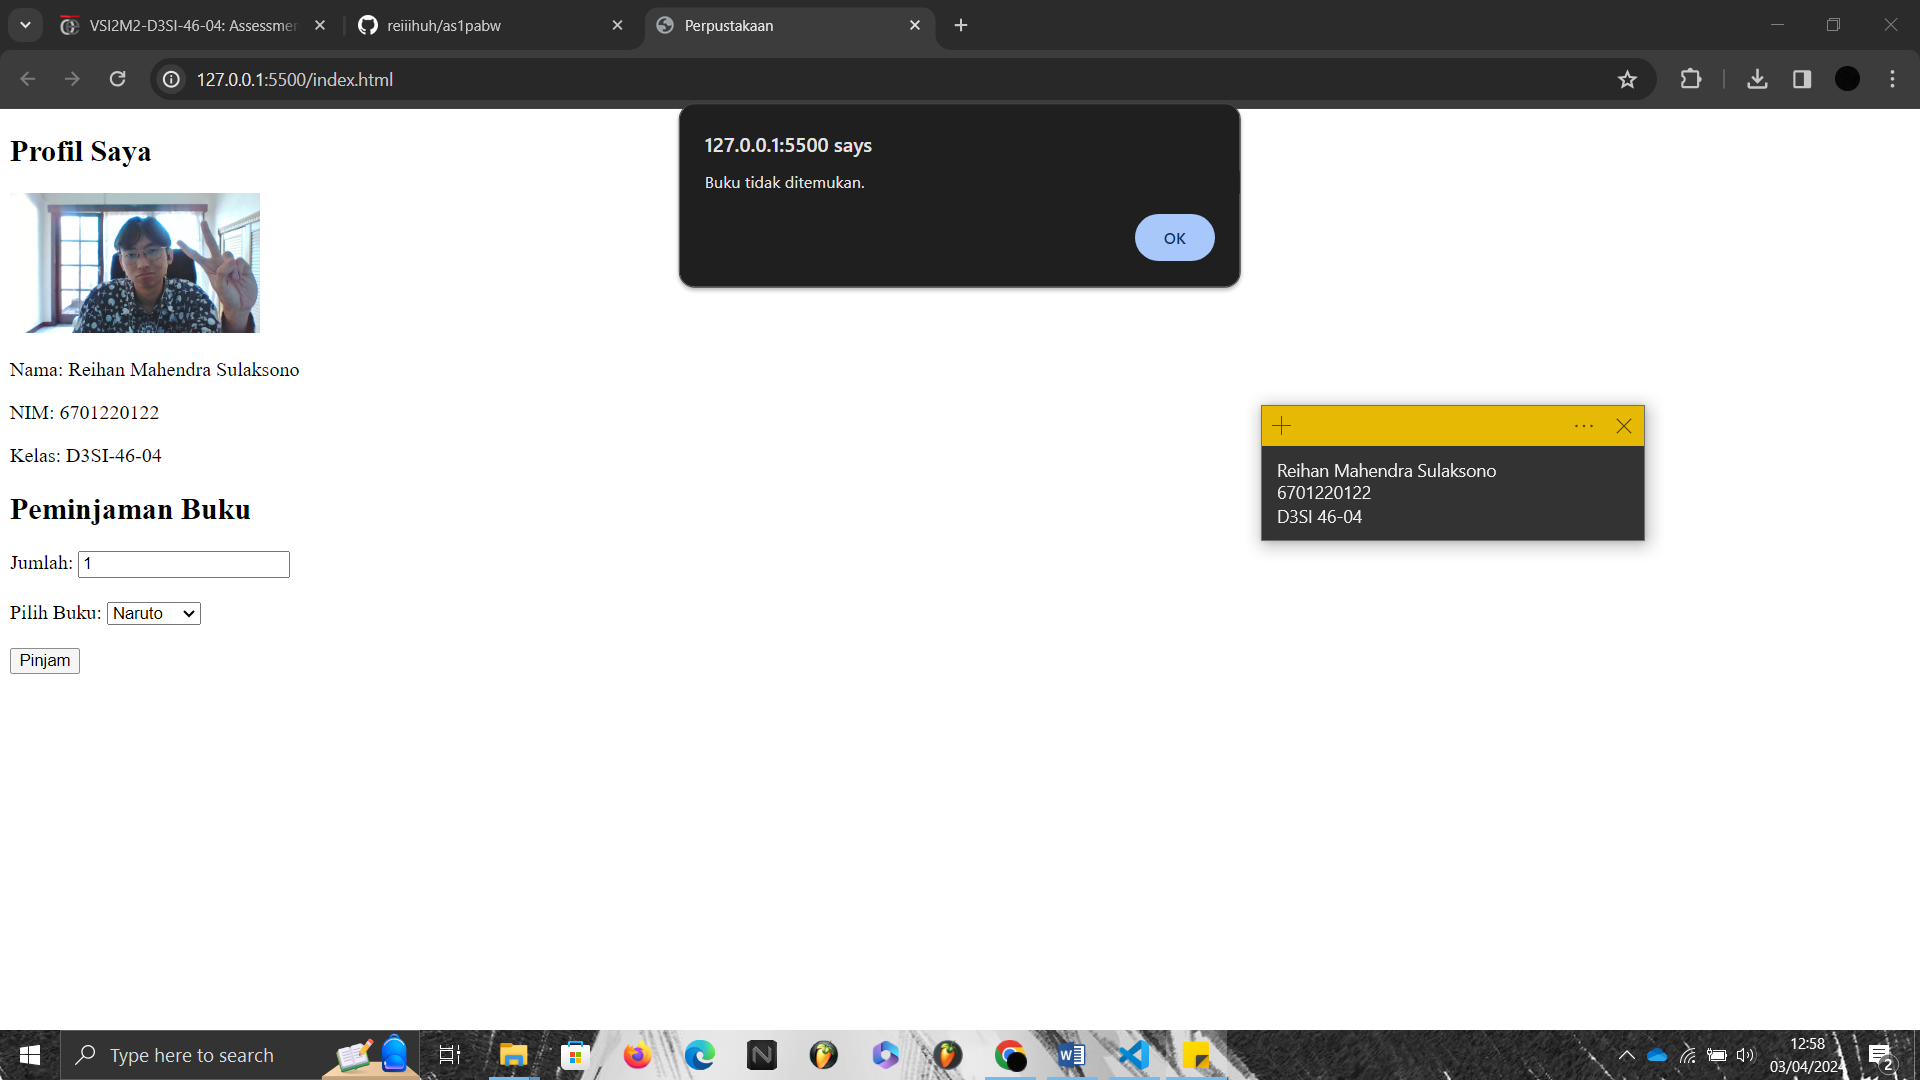 VSI2M2-D3SI-46-04: Assessmen
reiiihuh/as1pabw
Perpustakaan
127.0.0.1:5500/index.html
127.0.0.1:5500 says
Buku tidak ditemukan.
OK
Profil Saya
Nama: Reihan Mahendra Sulaksono
NIM: 6701220122
Kelas: D3SI-46-04
Peminjaman Buku
Jumlah: 1
Pilih Buku: Naruto
Pinjam
Reihan Mahendra Sulaksono
6701220122
D3SI 46-04
Type here to search
12:58
03/04/2024
2